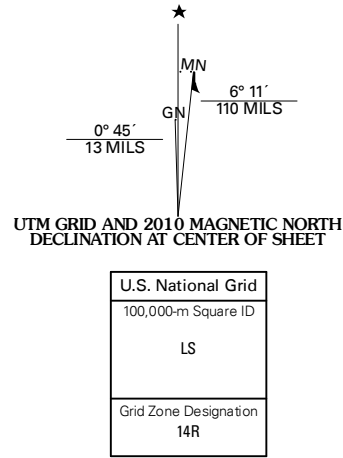 MN
GN
6° 11´
110 MILS
0° 45´
13 MILS
UTM GRID AND 2010 MAGNETIC NORTH
DECLINATION AT CENTER OF SHEET
U.S. National Grid
100,000-m Square ID
LS
Grid Zone Designation
14R